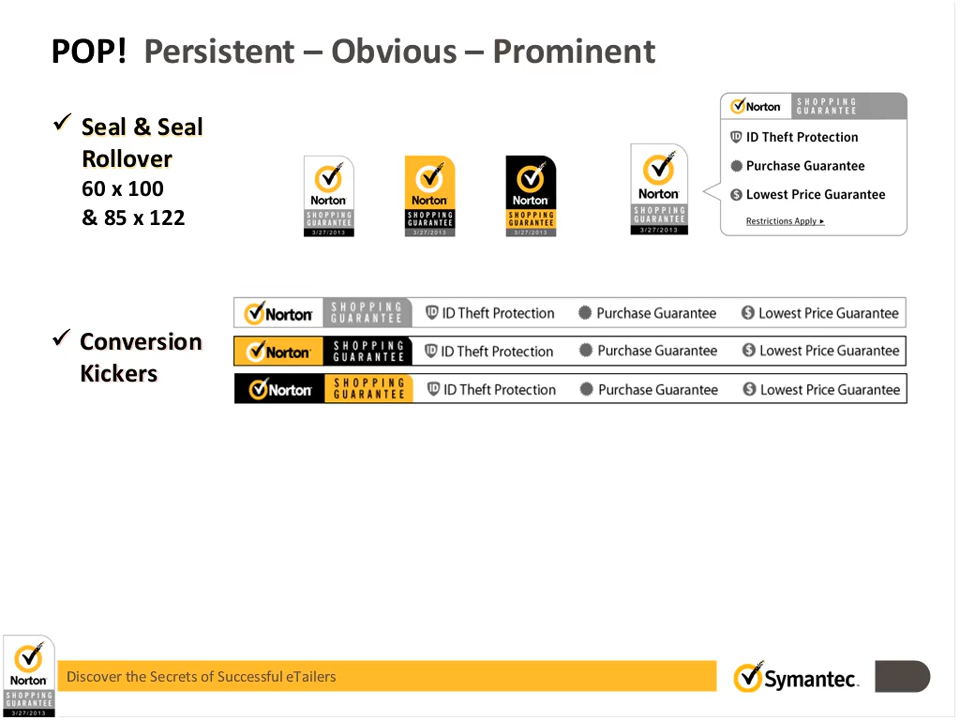 POP! Persistent – Obvious – Prominent
Seal & Seal
Rollover
60 x 100
& 85 x 122
Norton
SHOPPING
GUARANTEE
3/27/2013
Norton
SHOPPING
GUARANTEE
3/27/2013
Norton
SHOPPING
GUARANTEE
3/27/2013
Norton
SHOPPING
GUARANTEE
3/27/2013
Norton SHOPPING GUARANTEE
ID Theft Protection
Purchase Guarantee
Lowest Price Guarantee
Restrictions Apply
Conversion
Kickers
Norton SHOPPING GUARANTEE ID Theft Protection Purchase Guarantee Lowest Price Guarantee
Norton SHOPPING GUARANTEE ID Theft Protection Purchase Guarantee Lowest Price Guarantee
Norton SHOPPING GUARANTEE ID Theft Protection Purchase Guarantee Lowest Price Guarantee
Norton
SHOPPING
GUARANTEE
3/27/2013
Discover the Secrets of Successful eTailers
Symantec.